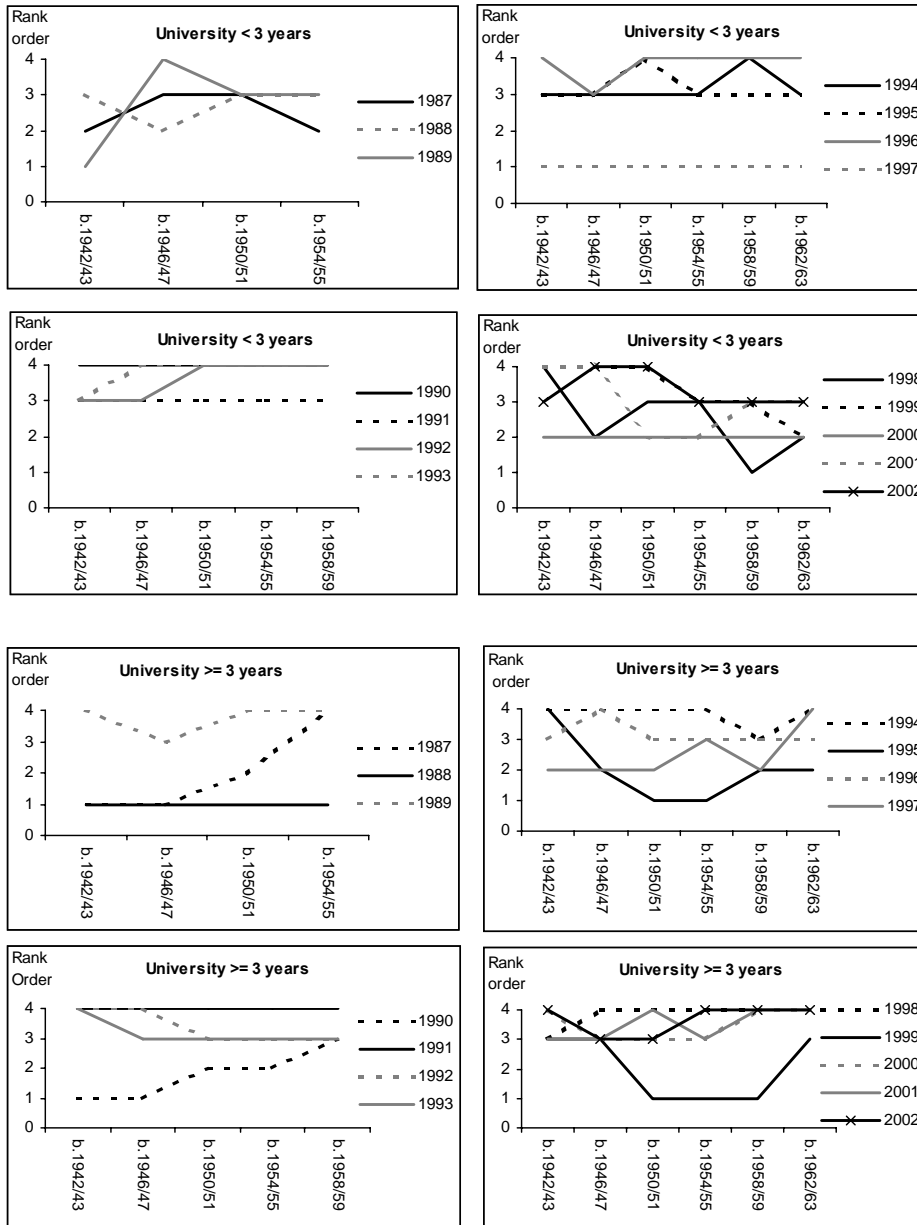 Rank
order
University < 3 years
4
3
2
1
0
b.1942/43
b.1946/47
b.1950/51
b.1954/55
1987
1988
1989
Rank
order
University < 3 years
4
3
2
1
0
b.1942/43
b.1946/47
b.1950/51
b.1954/55
b.1958/59
b.1962/63
1994
1995
1996
1997
Rank
order
University < 3 years
4
3
2
1
0
b.1942/43
b.1946/47
b.1950/51
b.1954/55
b.1958/59
1990
1991
1992
1993
Rank
order
University < 3 years
4
3
2
1
0
b.1942/43
b.1946/47
b.1950/51
b.1954/55
b.1958/59
b.1962/63
1998
1999
2000
2001
2002
Rank
order
University >= 3 years
4
3
2
1
0
b.1942/43
b.1946/47
b.1950/51
b.1954/55
1987
1988
1989
Rank
order
University >= 3 years
4
3
2
1
0
b.1942/43
b.1946/47
b.1950/51
b.1954/55
b.1958/59
b.1962/63
1994
1995
1996
1997
Rank
Order
University >= 3 years
4
3
2
1
0
b.1942/43
b.1946/47
b.1950/51
b.1954/55
b.1958/59
1990
1991
1992
1993
Rank
order
University >= 3 years
4
3
2
1
0
b.1942/43
b.1946/47
b.1950/51
b.1954/55
b.1958/59
b.1962/63
1998
1999
2000
2001
2002